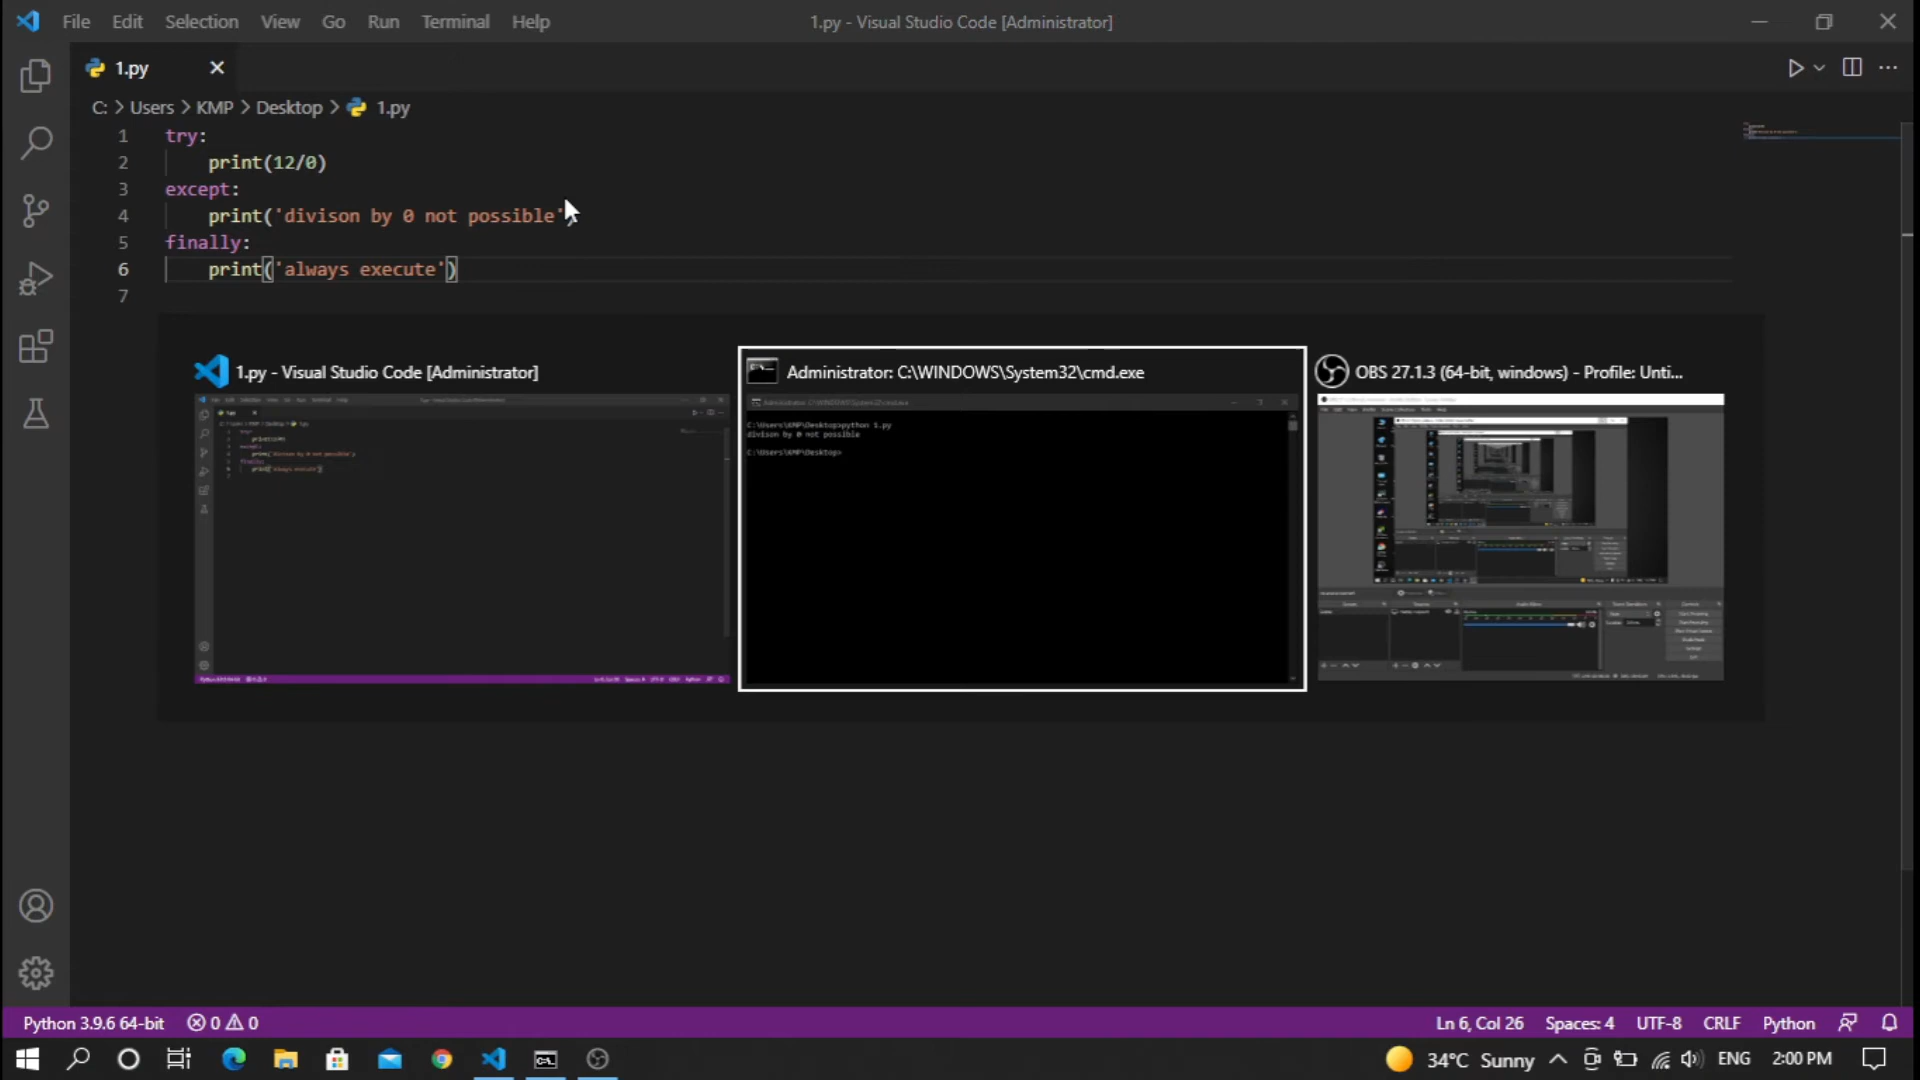 File Edit Selection View Go Run Terminal Help
1.py - Visual Studio Code [Administrator]
1.py
C: > Users > KMP > Desktop > 1.py
1 try:
2 print(12/0)
3 except:
4 print('divison by 0 not possible')
5 finally:
6 print('always execute')
7
1.py - Visual Studio Code [Administrator]
Administrator: C:\WINDOWS\System32\cmd.exe
OBS 27.1.3 (64-bit, windows) - Profile: Unti...
Administrator: C:\WINDOWS\System32\cmd.exe
C:\Users\KMP\Desktop>python 1.py
divison by 0 not possible
C:\Users\KMP\Desktop>
Python 3.9.6 64-bit 0 0
Ln 6, Col 26 Spaces: 4 UTF-8 CRLF Python
34°C Sunny ENG 2:00 PM